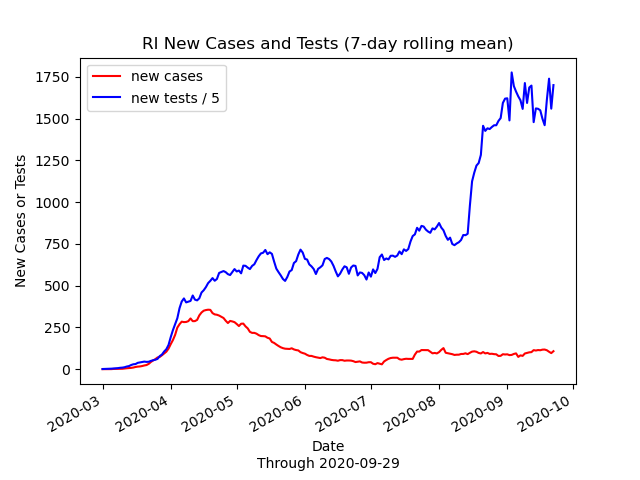 RI New Cases and Tests (7-day rolling mean)
new cases
new tests / 5
1750
1500
1250
1000
750
500
250
0
New Cases or Tests
2020-03
2020-04
2020-05
2020-06
2020-07
2020-08
2020-09
2020-10
Date
Through 2020-09-29